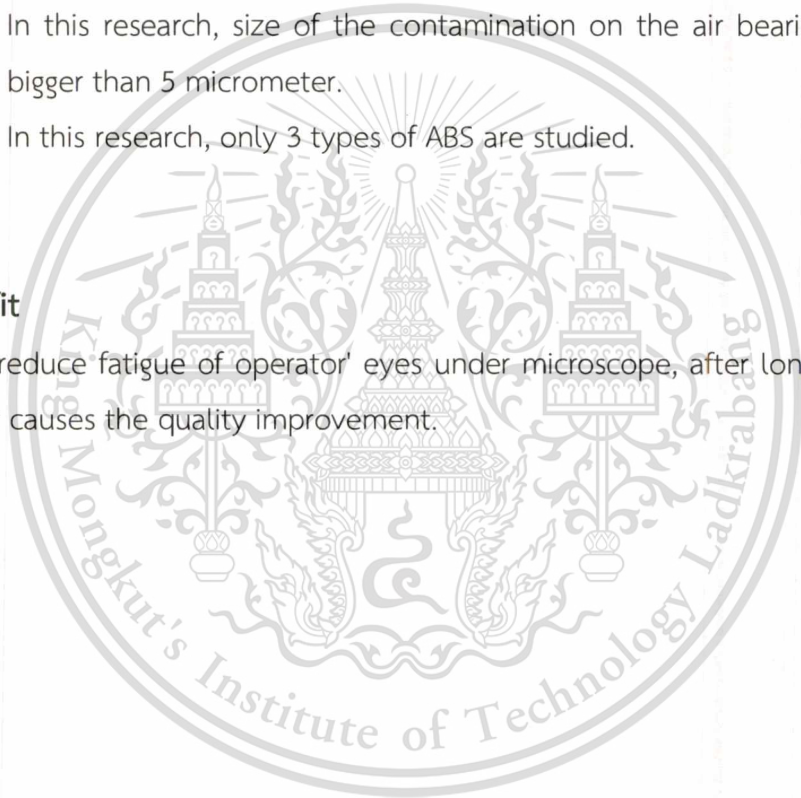 In this research, size of the contamination on the air beari
bigger than 5 micrometer.
In this research, only 3 types of ABS are studied.
it
reduce fatigue of operator' eyes under microscope, after lon
causes the quality improvement.
King Mongkut's Institute of Technology Ladkrabang